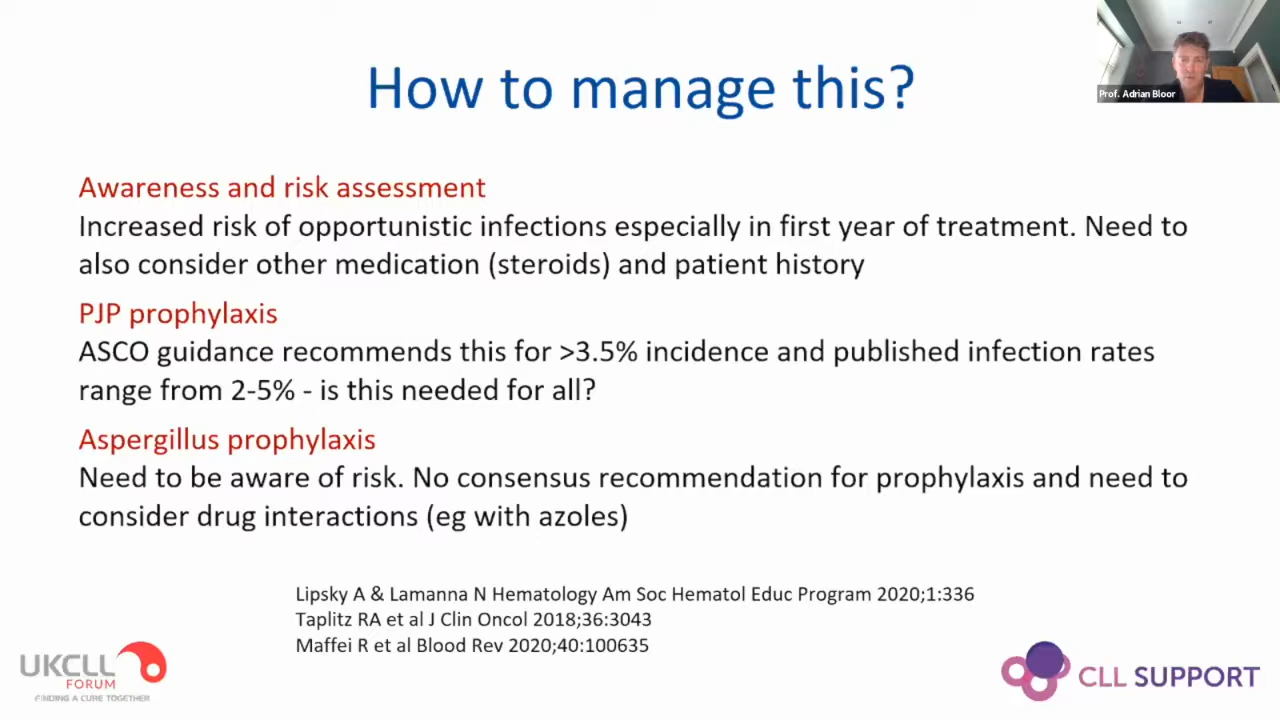 How to manage this?
Prof. Adrian Bloor
Awareness and risk assessment
Increased risk of opportunistic infections especially in first year of treatment. Need to
also consider other medication (steroids) and patient history
PJP prophylaxis
ASCO guidance recommends this for >3.5% incidence and published infection rates
range from 2-5% - is this needed for all?
Aspergillus prophylaxis
Need to be aware of risk. No consensus recommendation for prophylaxis and need to
consider drug interactions (eg with azoles)
Lipsky A & Lamanna N Hematology Am Soc Hematol Educ Program 2020;1:336
Taplitz RA et al J Clin Oncol 2018;36:3043
Maffei R et al Blood Rev 2020;40:100635
UKCLL
FORUM
FINDING A CURE TOGETHER
CLL SUPPORT